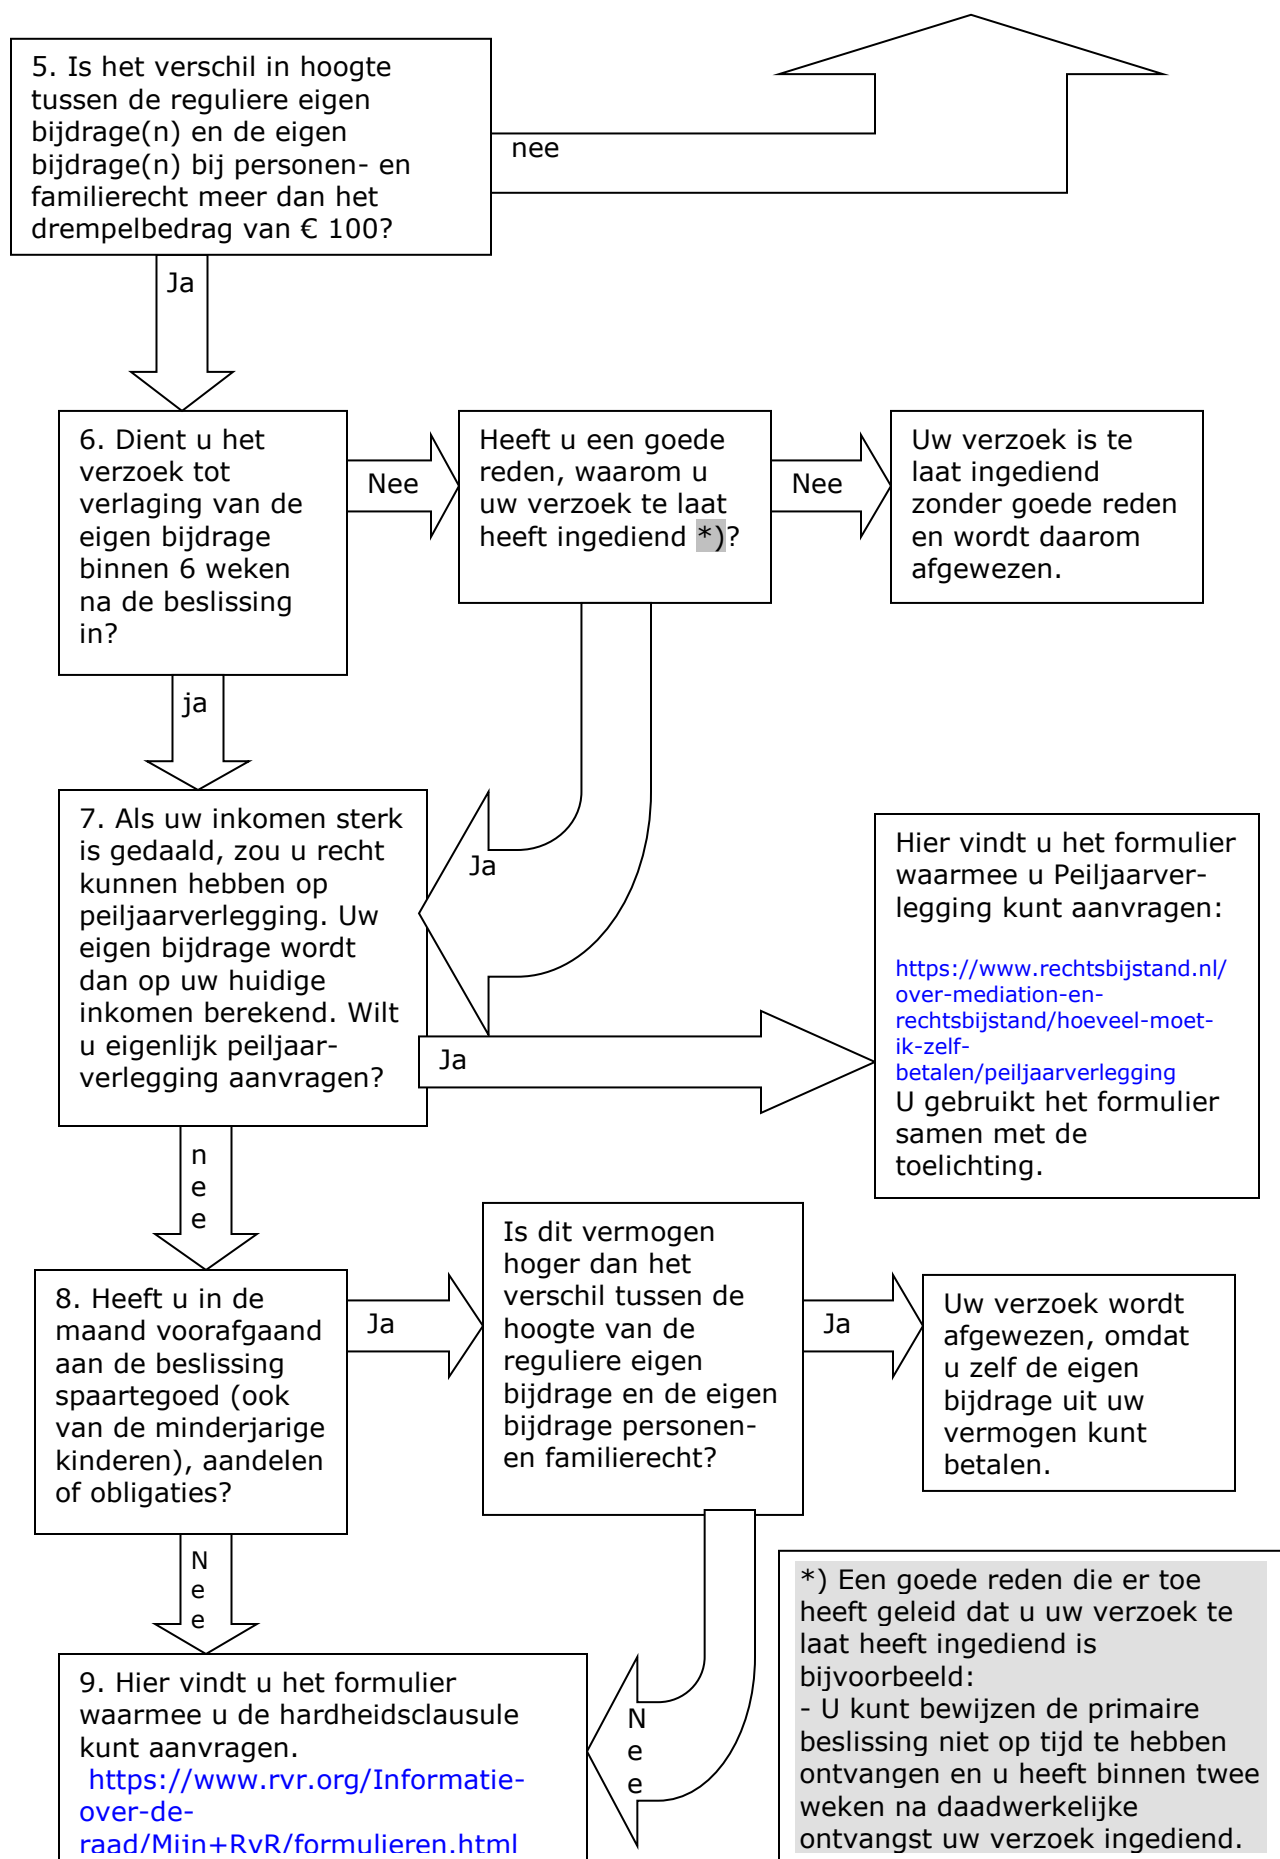 5. Is het verschil in hoogte
tussen de reguliere eigen
bijdrage(n) en de eigen
bijdrage(n) bij personen- en
familierecht meer dan het
drempelbedrag van € 100?
nee
Ja
6. Dient u het
verzoek tot
verlaging van de
eigen bijdrage
binnen 6 weken
na de beslissing
in?
Nee
Heeft u een goede
reden, waarom u
uw verzoek te laat
heeft ingediend *)?
Nee
Uw verzoek is te
laat ingediend
zonder goede reden
en wordt daarom
afgewezen.
ja
Ja
7. Als uw inkomen sterk
is gedaald, zou u recht
kunnen hebben op
peiljaarverlegging. Uw
eigen bijdrage wordt
dan op uw huidige
inkomen berekend. Wilt
u eigenlijk peiljaar-
verlegging aanvragen?
Ja
Hier vindt u het formulier
waarmee u Peiljaarver-
legging kunt aanvragen:
https://www.rechtsbijstand.nl/
over-mediation-en-
rechtsbijstand/hoeveel-moet-
ik-zelf-
betalen/peiljaarverlegging
U gebruikt het formulier
samen met de
toelichting.
n
e
e
8. Heeft u in de
maand voorafgaand
aan de beslissing
spaartegoed (ook
van de minderjarige
kinderen), aandelen
of obligaties?
Ja
Is dit vermogen
hoger dan het
verschil tussen de
hoogte van de
reguliere eigen
bijdrage en de eigen
bijdrage personen-
en familierecht?
Ja
Uw verzoek wordt
afgewezen, omdat
u zelf de eigen
bijdrage uit uw
vermogen kunt
betalen.
N
e
e
N
e
e
9. Hier vindt u het formulier
waarmee u de hardheidsclausule
kunt aanvragen.
https://www.rvr.org/Informatie-
over-de-
raad/Mijn+RvR/formulieren.html
*) Een goede reden die er toe
heeft geleid dat u uw verzoek te
laat heeft ingediend is
bijvoorbeeld:
- U kunt bewijzen de primaire
beslissing niet op tijd te hebben
ontvangen en u heeft binnen twee
weken na daadwerkelijke
ontvangst uw verzoek ingediend.